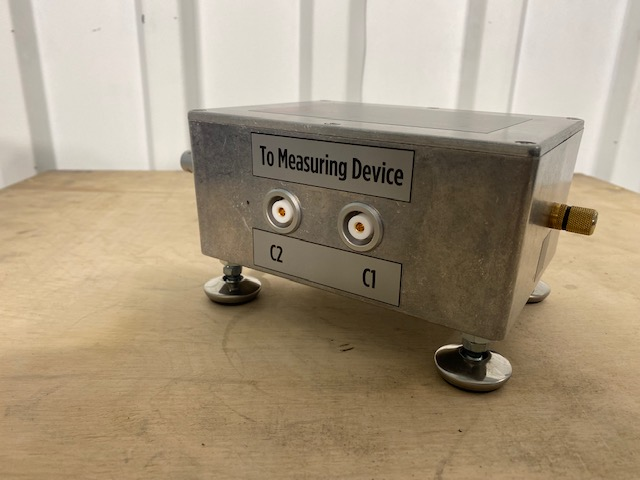 To Measuring Device
C2 C1